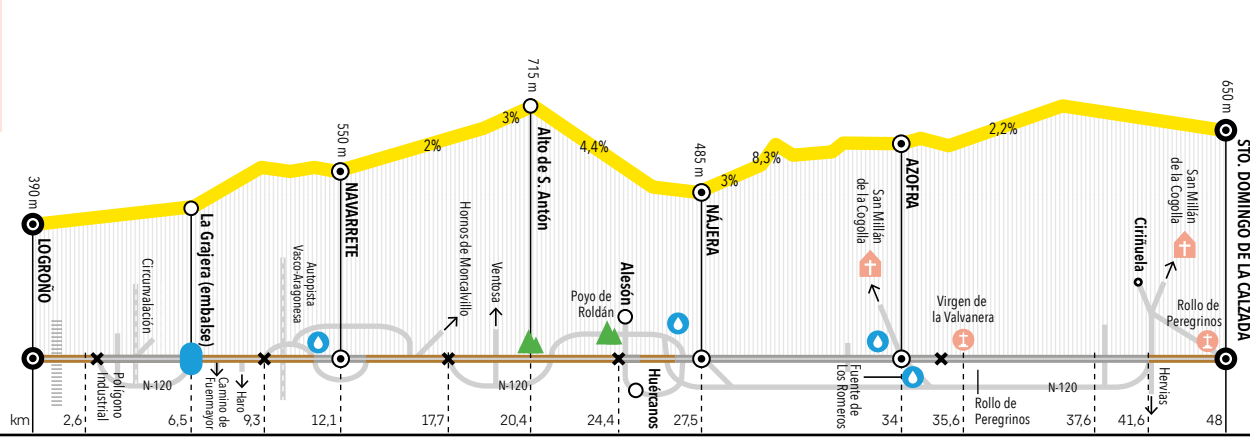 390 m
LOGROÑO
Polígono
Industrial
Circunvalación
N-120
La Grajera (embalse)
Camino de
Fuenmayor
Haro
Autopista
Vasco-Aragonesa
550 m
NAVARRETE
2%
Hornos de Moncalvillo
Ventosa
N-120
3%
715 m
Alto de S. Antón
4,4%
Poyo de
Roldán
Alesón
Huércanos
485 m
NÁJERA
3%
8,3%
San Millán
de la Cogolla
Fuente de
Los Romeros
AZOFRA
Virgen de
la Valvanera
Rollo de
Peregrinos
2,2%
N-120
Ciriñuela
Hervias
San Millán
de la Cogolla
Rollo de
Peregrinos
650 m
STO. DOMINGO DE LA CALZADA
km
2,6
6,5
9,3
12,1
17,7
20,4
24,4
27,5
34
35,6
37,6
41,6
48